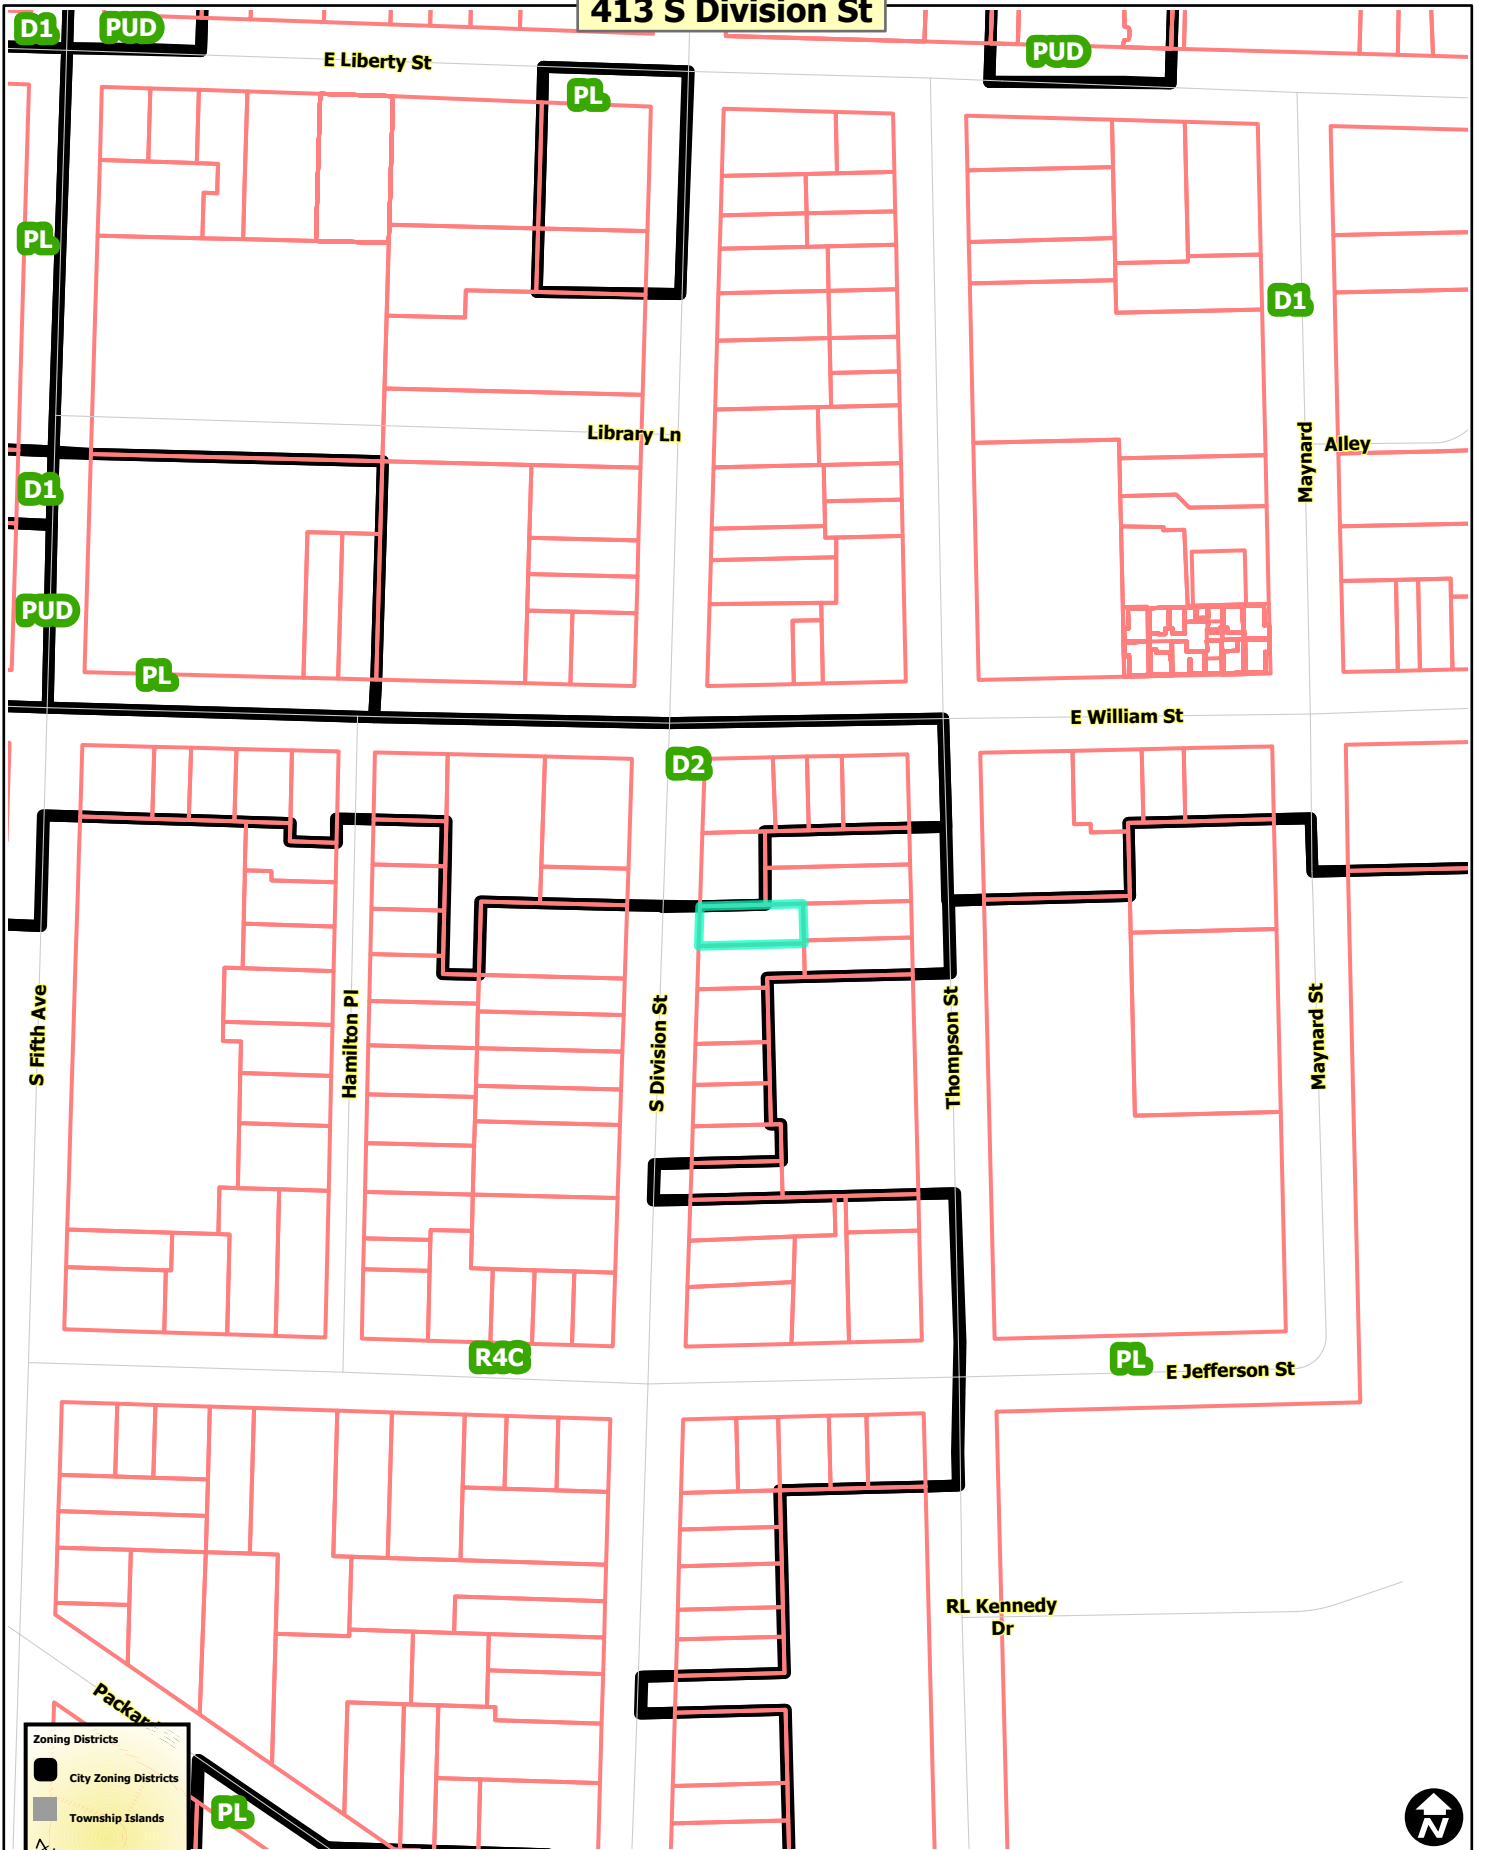 413 S Division St
D1
PUD
E Liberty St
PUD
PL
PL
D1
Library Ln
Maynard
Alley
D1
PUD
PL
E William St
D2
S Fifth Ave
Hamilton Pl
S Division St
Thompson St
Maynard St
R4C
PL
E Jefferson St
RL Kennedy
Dr
Zoning Districts
City Zoning Districts
Township Islands
PL
N